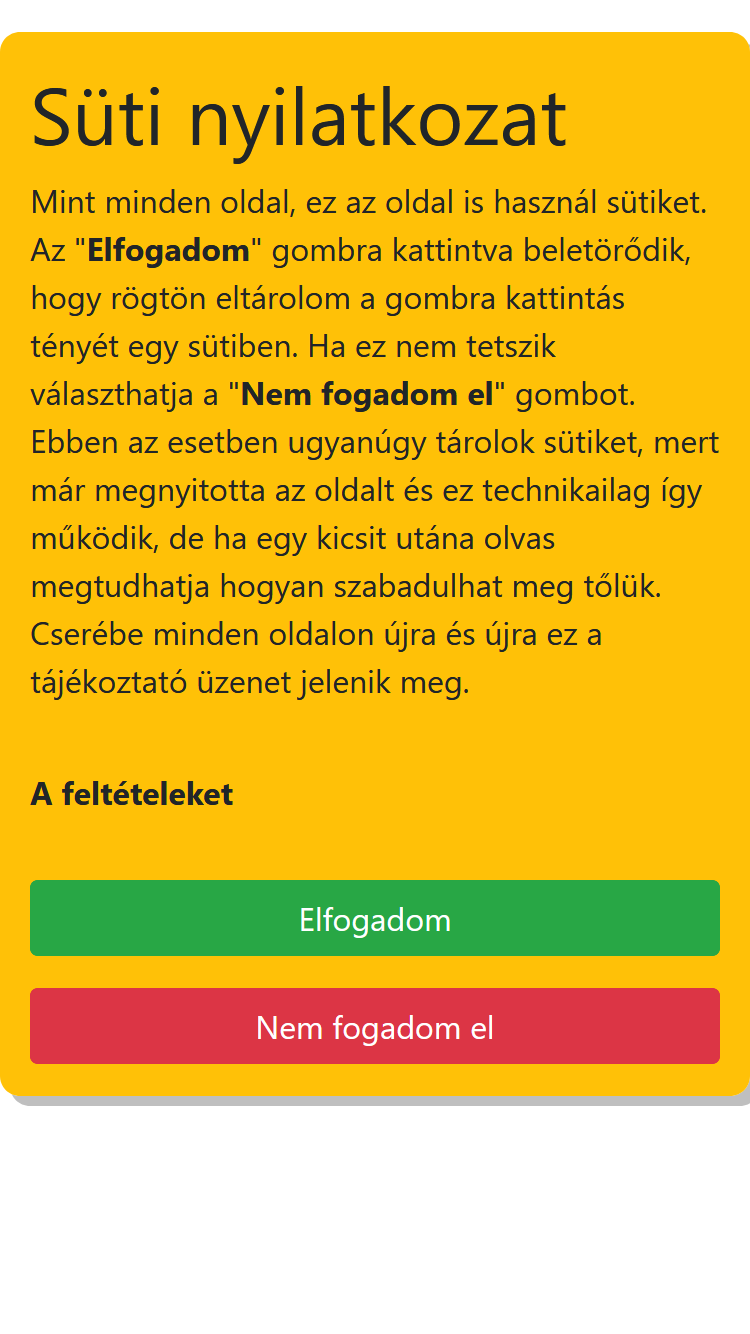 Süti nyilatkozat
Mint minden oldal, ez az oldal is használ sütiket.
Az "Elfogadom" gombra kattintva beletörődik,
hogy rögtön eltárolom a gombra kattintás
tényét egy sütiben. Ha ez nem tetszik
választhatja a "Nem fogadom el" gombot.
Ebben az esetben ugyanúgy tárolok sütiket, mert
már megnyitotta az oldalt és ez technikailag így
működik, de ha egy kicsit utána olvas
megtudhatja hogyan szabadulhat meg tőlük.
Cserébe minden oldalon újra és újra ez a
tájékoztató üzenet jelenik meg.
A feltételeket
Elfogadom
Nem fogadom el